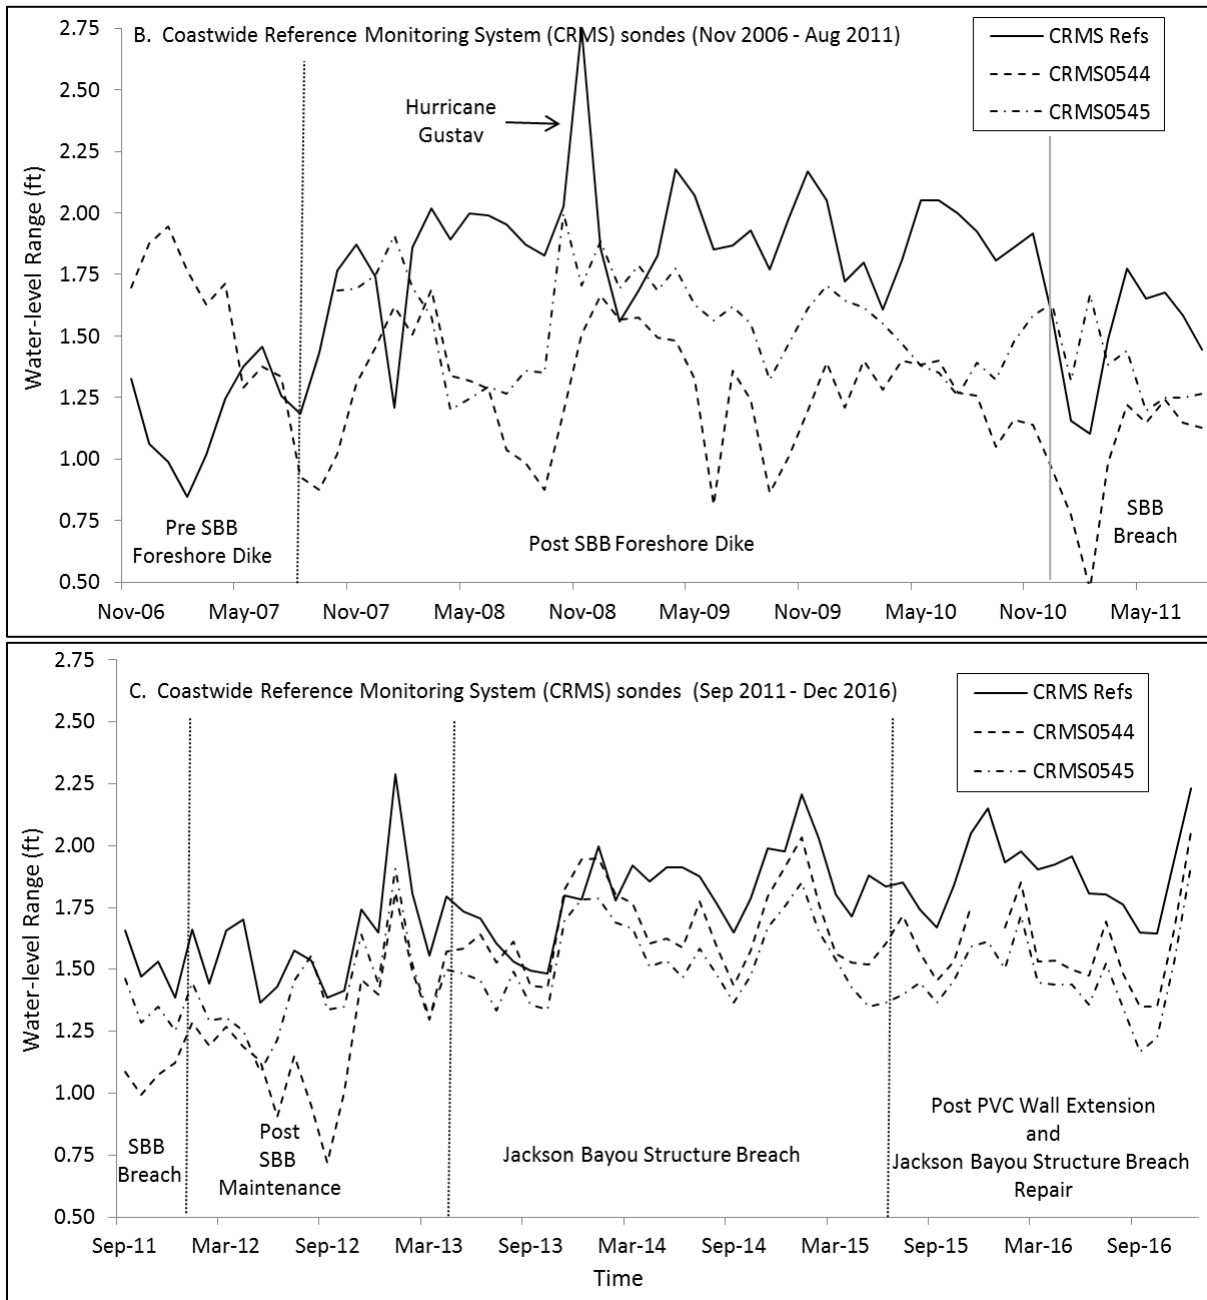 B. Coastwide Reference Monitoring System (CRMS) sondes (Nov 2006 - Aug 2011)
CRMS Refs
CRMS0544
CRMS0545
Hurricane
Gustav
Water-level Range (ft)
2.75
2.50
2.25
2.00
1.75
1.50
1.25
1.00
0.75
0.50
Pre SBB
Foreshore Dike
Post SBB Foreshore Dike
SBB
Breach
Nov-06
May-07
Nov-07
May-08
Nov-08
May-09
Nov-09
May-10
Nov-10
May-11
C. Coastwide Reference Monitoring System (CRMS) sondes (Sep 2011 - Dec 2016)
CRMS Refs
CRMS0544
CRMS0545
Water-level Range (ft)
2.75
2.50
2.25
2.00
1.75
1.50
1.25
1.00
0.75
0.50
SBB
Breach
Post
SBB
Maintenance
Jackson Bayou Structure Breach
Post PVC Wall Extension
and
Jackson Bayou Structure Breach
Repair
Sep-11
Mar-12
Sep-12
Mar-13
Sep-13
Mar-14
Sep-14
Mar-15
Sep-15
Mar-16
Sep-16
Time